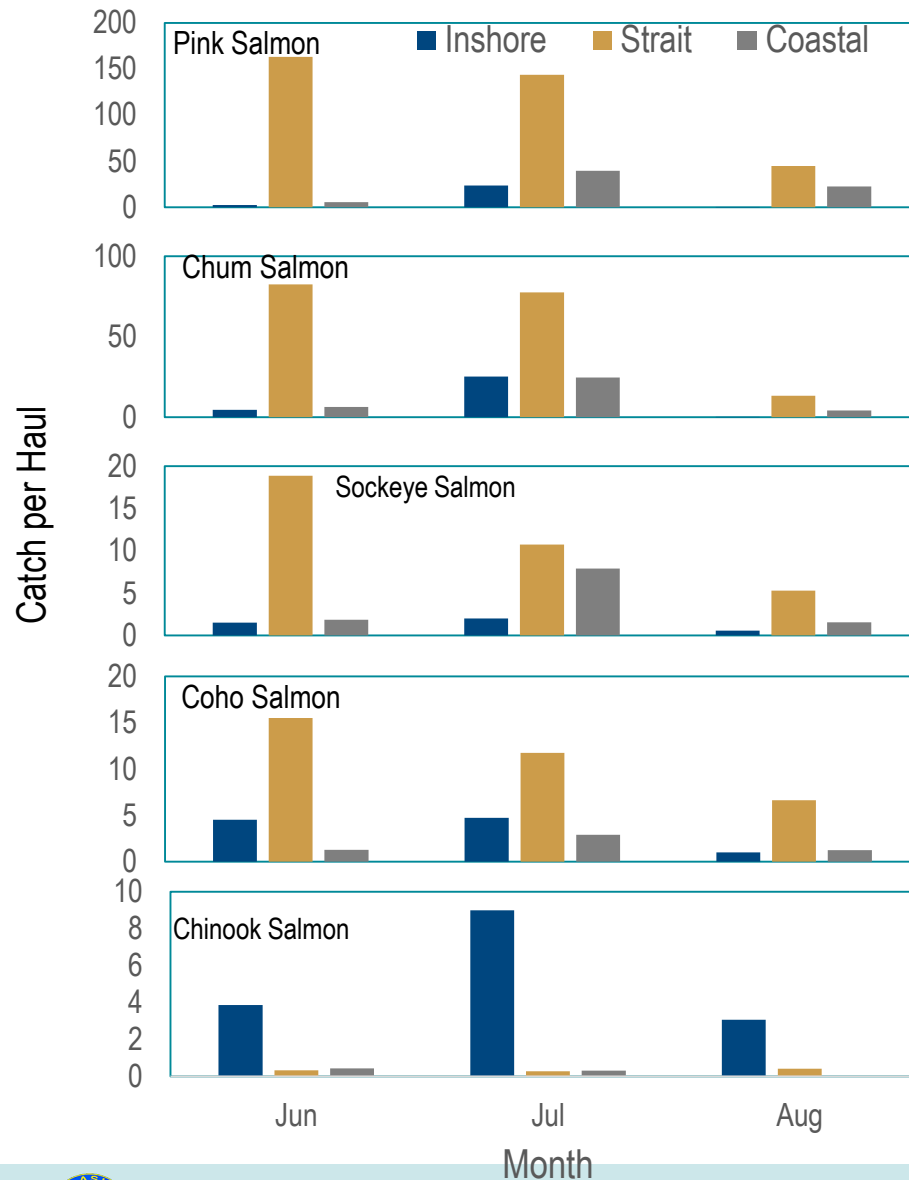 Pink Salmon
Inshore Strait Coastal
200
150
100
50
0
Chum Salmon
100
50
0
Sockeye Salmon
20
15
10
5
0
Coho Salmon
20
15
10
5
0
Chinook Salmon
10
8
6
4
2
0
Catch per Haul
Jun Jul Aug
Month